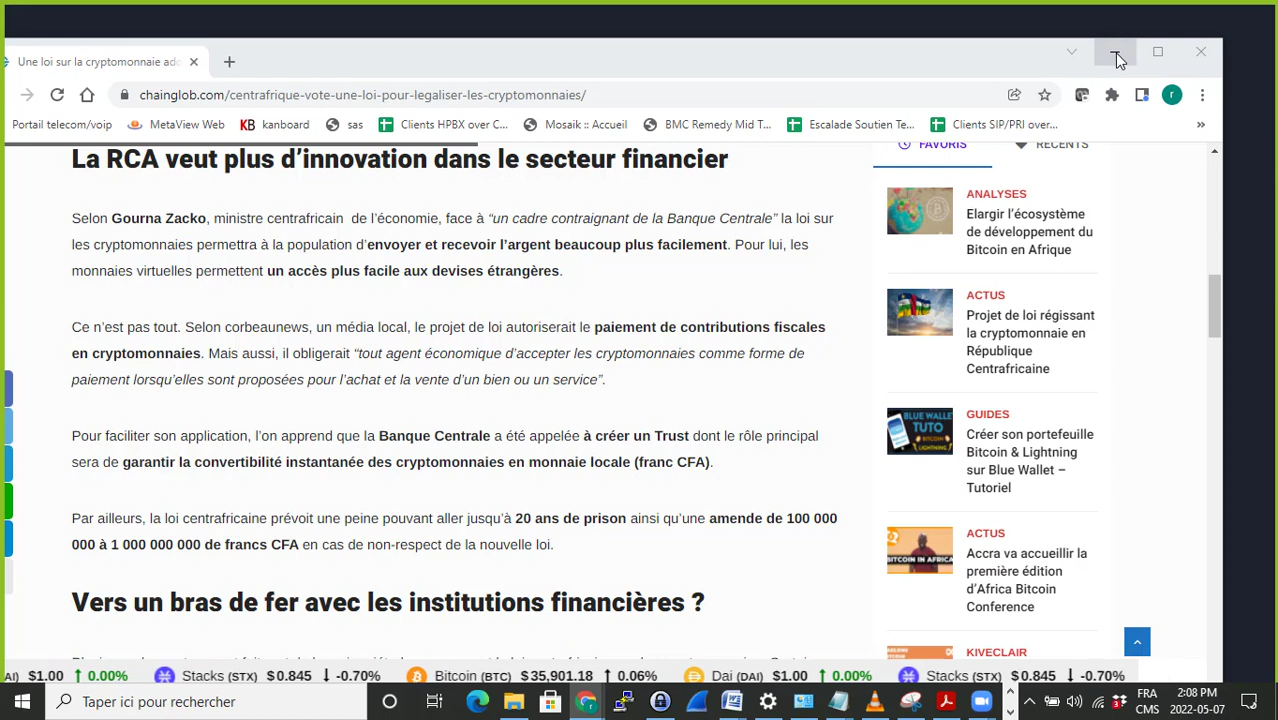 Une loi sur la cryptomonnaie ad
chainglob.com/centrafrique-vote-une-loi-pour-legaliser-les-cryptomonnaies/
Portail telecom/voip MetaView Web kanboard sas Clients HPBX over C... Mosaik :: Accueil BMC Remedy Mid T... Escalade Soutien Te... Clients SIP/PRI over... »
La RCA veut plus d’innovation dans le secteur financier
Selon Gourna Zacko, ministre centrafricain de l’économie, face à “un cadre contraignant de la Banque Centrale” la loi sur
les cryptomonnaies permettra à la population d’envoyer et recevoir l’argent beaucoup plus facilement. Pour lui, les
monnaies virtuelles permettent un accès plus facile aux devises étrangères.
Ce n’est pas tout. Selon corbeaunews, un média local, le projet de loi autoriserait le paiement de contributions fiscales
en cryptomonnaies. Mais aussi, il obligerait “tout agent économique d’accepter les cryptomonnaies comme forme de
paiement lorsqu’elles sont proposées pour l’achat et la vente d’un bien ou un service”.
Pour faciliter son application, l’on apprend que la Banque Centrale a été appelée à créer un Trust dont le rôle principal
sera de garantir la convertibilité instantanée des cryptomonnaies en monnaie locale (franc CFA).
Par ailleurs, la loi centrafricaine prévoit une peine pouvant aller jusqu’à 20 ans de prison ainsi qu’une amende de 100 000
000 à 1 000 000 000 de francs CFA en cas de non-respect de la nouvelle loi.
Vers un bras de fer avec les institutions financières ?
FAVORIS RÉCENTS
ANALYSES
Elargir l’écosystème
de développement du
Bitcoin en Afrique
ACTUS
Projet de loi régissant
la cryptomonnaie en
République
Centrafricaine
BLUE WALLET
TUTO
BITCOIN
LIGHTNING
GUIDES
Créer son portefeuille
Bitcoin & Lightning
sur Blue Wallet –
Tutoriel
BITCOIN IN AFRICA
ACTUS
Accra va accueillir la
première édition
d’Africa Bitcoin
Conference
KIVECLAIR
AI) $1.00 ↑ 0.00% Stacks (STX) $0.845 ↓ -0.70% Bitcoin (BTC) $35,901.18 ↑ 0.06% Dai (DAI) $1.00 ↑ 0.00% Stacks (STX) $0.845 ↓ -0.70%
Taper ici pour rechercher
FRA
CMS
2:08 PM
2022-05-07